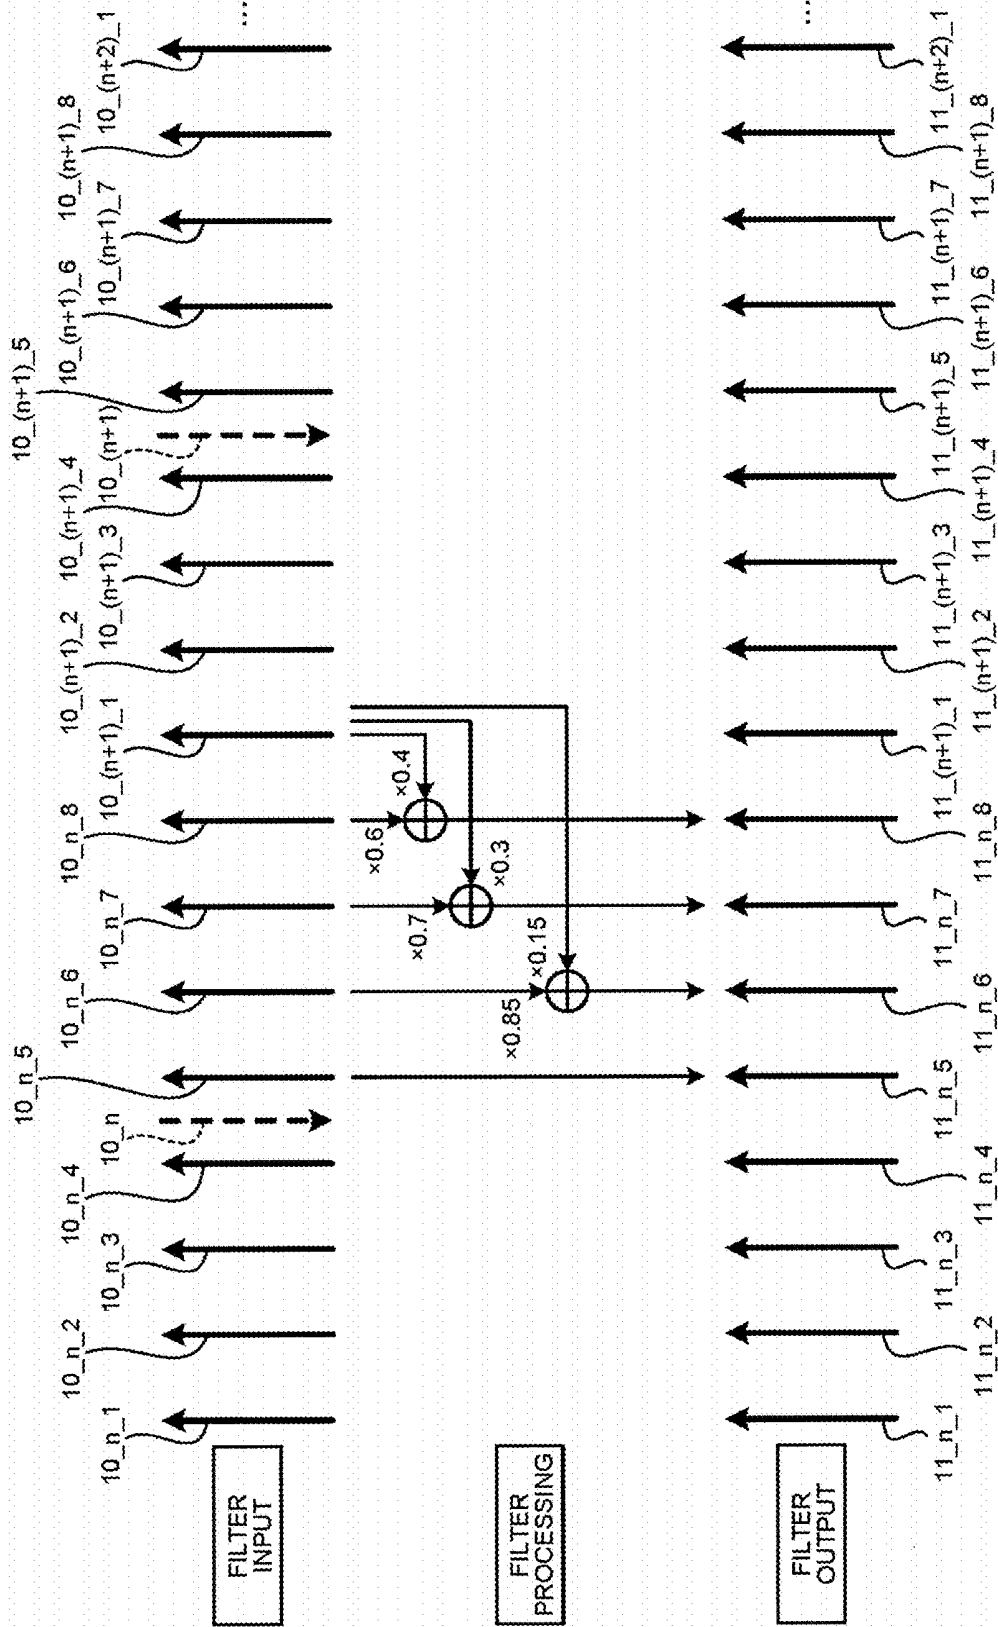 FILTER
INPUT
10_n_1
10_n_2
10_n_3
10_n_4
10_n
10_n_5
10_n_6
10_n_7
10_n_8
10_(n+1)_1
10_(n+1)_2
10_(n+1)_3
10_(n+1)_4
10_(n+1)
10_(n+1)_5
10_(n+1)_6
10_(n+1)_7
10_(n+1)_8
10_(n+2)_1
...
FILTER
PROCESSING
×0.85
×0.15
×0.7
×0.3
×0.6
×0.4
FILTER
OUTPUT
11_n_1
11_n_2
11_n_3
11_n_4
11_n_5
11_n_6
11_n_7
11_n_8
11_(n+1)_1
11_(n+1)_2
11_(n+1)_3
11_(n+1)_4
11_(n+1)_5
11_(n+1)_6
11_(n+1)_7
11_(n+1)_8
11_(n+2)_1
...